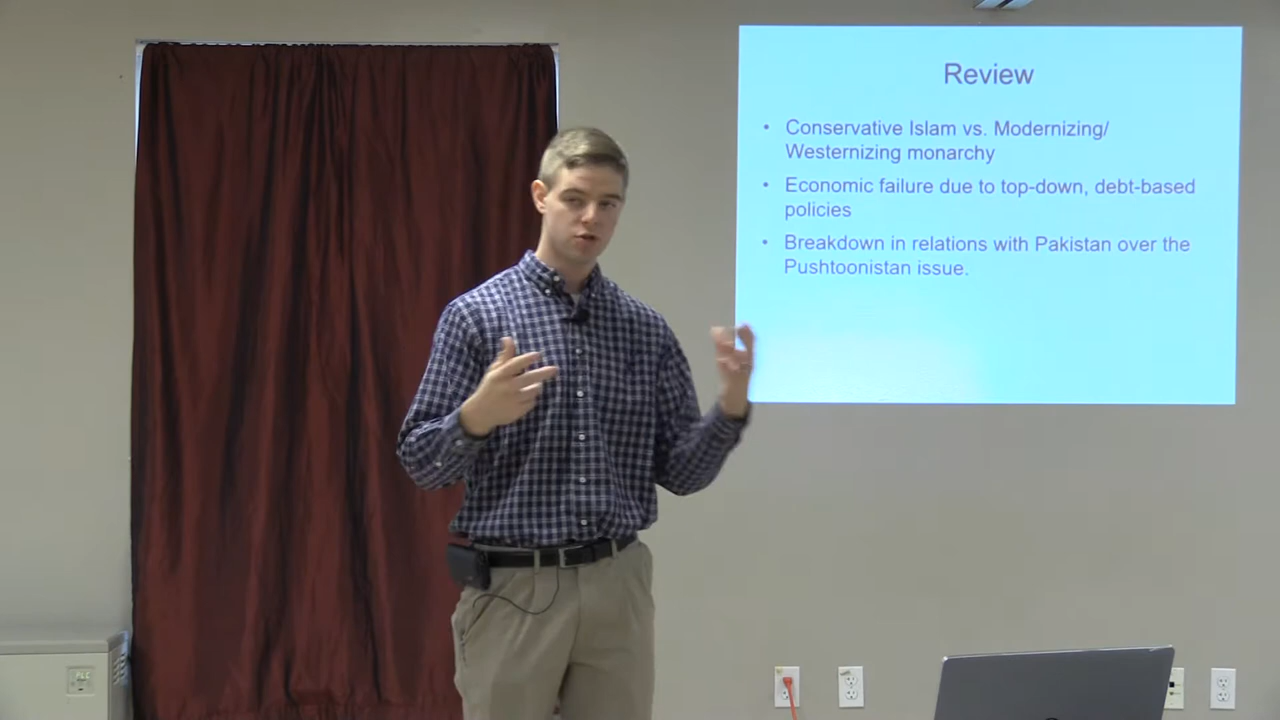 Review
• Conservative Islam vs. Modernizing/
Westernizing monarchy
• Economic failure due to top-down, debt-based
policies
• Breakdown in relations with Pakistan over the
Pushtoonistan issue.